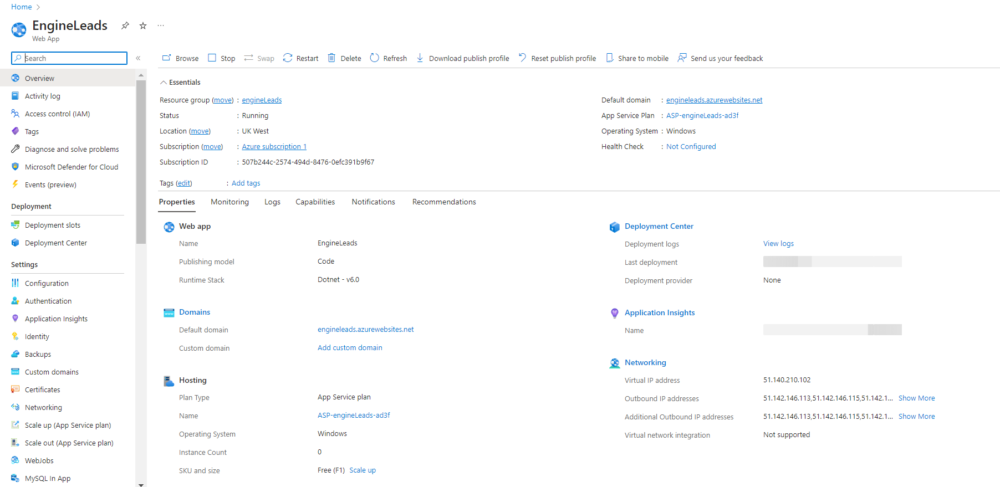 Home
EngineLeads
Web App
Search
Browse Stop Swap Restart Delete Refresh Download publish profile Reset publish profile Share to mobile Send us your feedback
Overview
Activity log
Access control (IAM)
Tags
Diagnose and solve problems
Microsoft Defender for Cloud
Events (preview)
Deployment
Deployment slots
Deployment Center
Settings
Configuration
Authentication
Application Insights
Identity
Backups
Custom domains
Certificates
Networking
Scale up (App Service plan)
Scale out (App Service plan)
WebJobs
MySQL In App
Essentials
Resource group (move) : engineLeads
Status : Running
Location (move) : UK West
Subscription (move) : Azure subscription 1
Subscription ID : 507b244c-2574-494d-8476-0efc391b9f67
Tags (edit) : Add tags
Default domain : engineleads.azurewebsites.net
App Service Plan : ASP-engineLeads-ad3f
Operating System : Windows
Health Check : Not Configured
Properties Monitoring Logs Capabilities Notifications Recommendations
Web app
Name EngineLeads
Publishing model Code
Runtime Stack Dotnet - v6.0
Domains
Default domain engineleads.azurewebsites.net
Custom domain Add custom domain
Hosting
Plan Type App Service plan
Name ASP-engineLeads-ad3f
Operating System Windows
Instance Count 0
SKU and size Free (F1) Scale up
Deployment Center
Deployment logs View logs
Last deployment
Deployment provider None
Application Insights
Name
Networking
Virtual IP address 51.140.210.102
Outbound IP addresses 51.142.146.113,51.142.146.115,51.142.1... Show More
Additional Outbound IP addresses 51.142.146.113,51.142.146.115,51.142.1... Show More
Virtual network integration Not supported